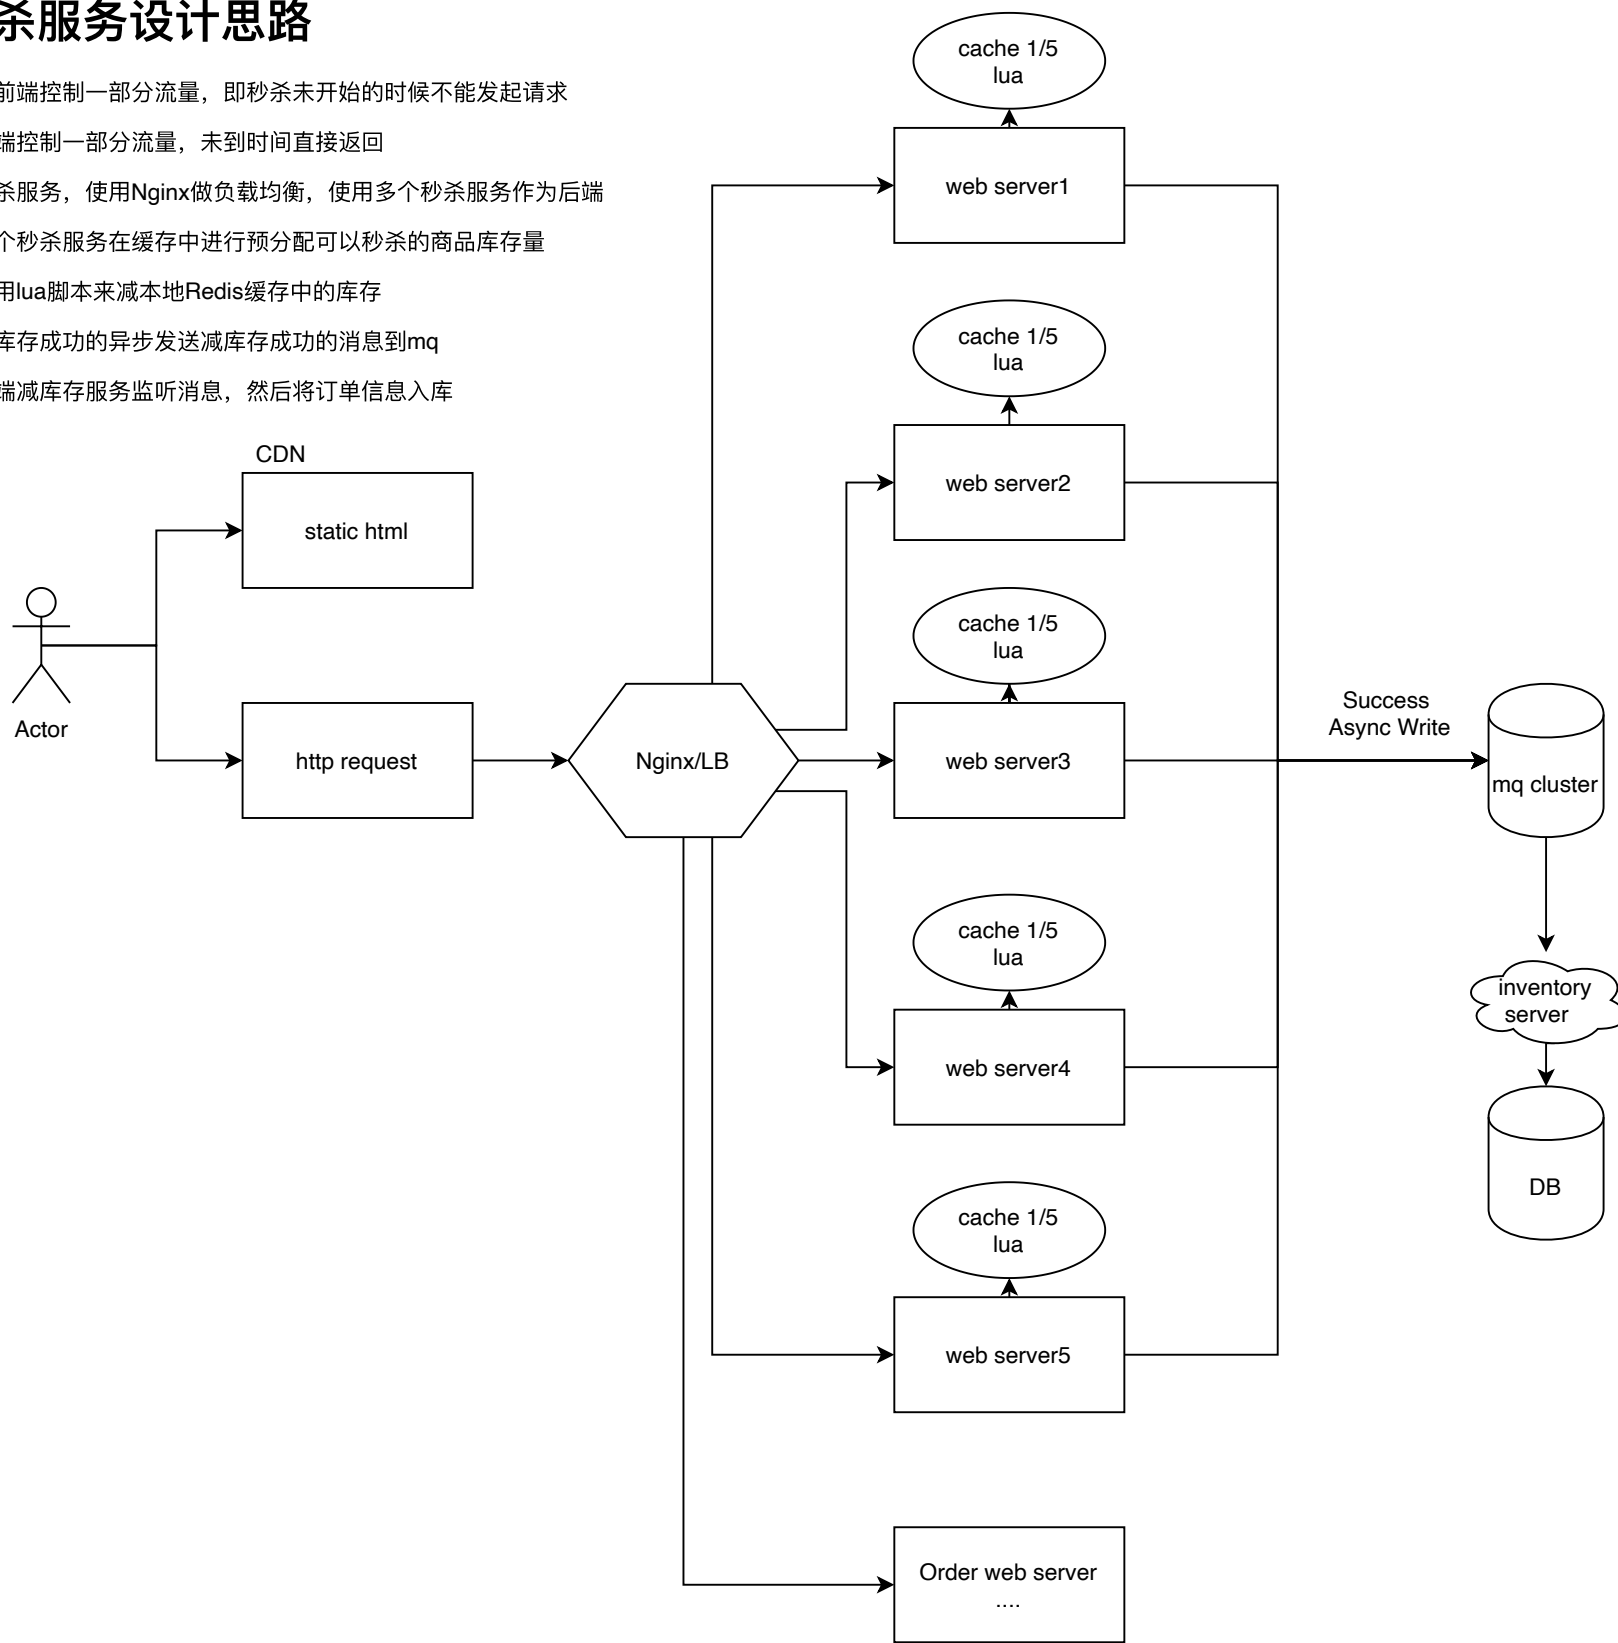 杀服务设计思路
前端控制一部分流量，即秒杀未开始的时候不能发起请求
端控制一部分流量，未到时间直接返回
杀服务，使用Nginx做负载均衡，使用多个秒杀服务作为后端
个秒杀服务在缓存中进行预分配可以秒杀的商品库存量
用lua脚本来减本地Redis缓存中的库存
库存成功的异步发送减库存成功的消息到mq
端减库存服务监听消息，然后将订单信息入库
CDN
static html
Actor
http request
Nginx/LB
cache 1/5
lua
web server1
cache 1/5
lua
web server2
cache 1/5
lua
web server3
cache 1/5
lua
web server4
cache 1/5
lua
web server5
Order web server
....
Success
Async Write
mq cluster
inventory
server
DB